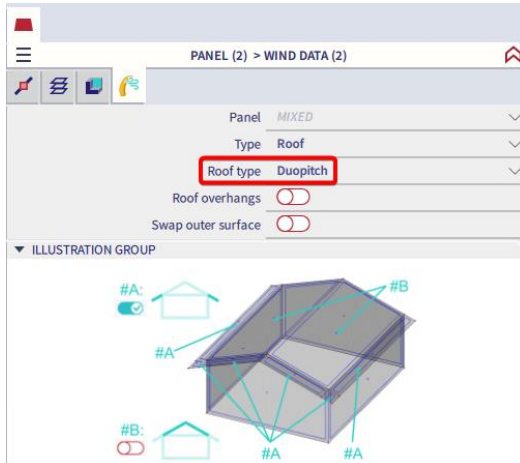 PANEL (2) > WIND DATA (2)
Panel MIXED
Type Roof
Roof type Duopitch
Roof overhangs
Swap outer surface
ILLUSTRATION GROUP
#A:
#B
#A
#B:
#A #A